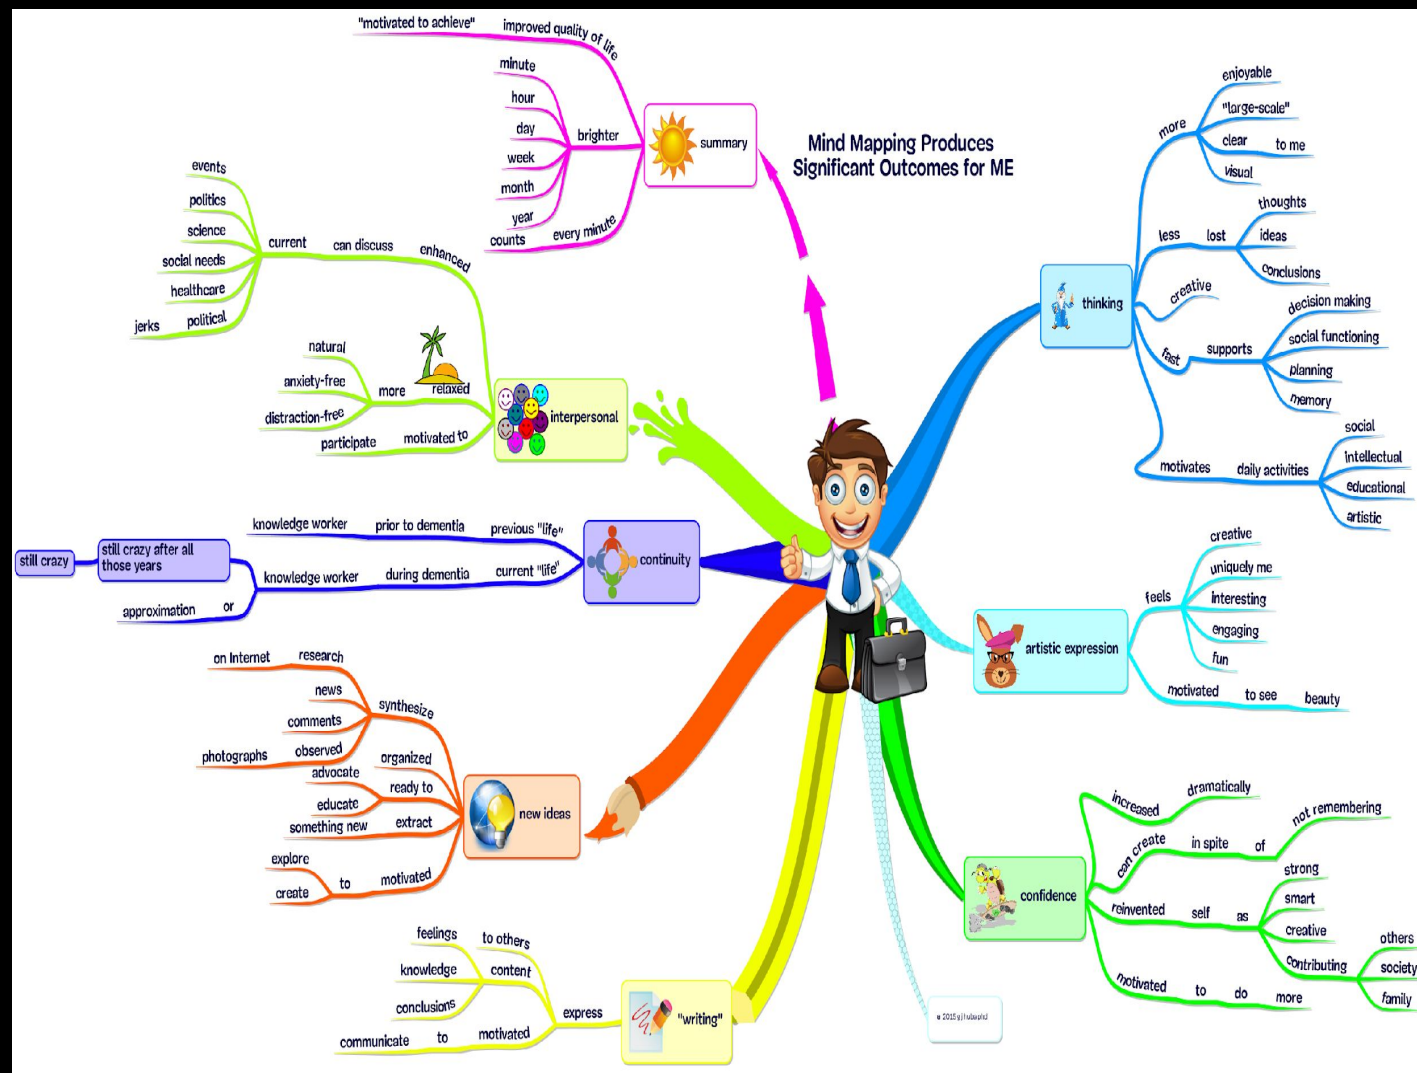 Mind Mapping Produces
Significant Outcomes for ME
summary
improved quality of life
"motivated to achieve"
brighter
minute
hour
day
week
month
year
every minute
counts
thinking
more
enjoyable
"large-scale"
clear
to me
visual
less
lost
thoughts
ideas
conclusions
creative
fast
supports
decision making
social functioning
planning
memory
motivates
daily activities
social
intellectual
educational
artistic
artistic expression
feels
creative
uniquely me
interesting
engaging
fun
motivated
to see
beauty
confidence
increased
dramatically
can create
in spite
of
not remembering
reinvented
self
as
strong
smart
creative
contributing
others
society
family
motivated
to
do
more
© 2015 g j huba phd
"writing"
express
to others
content
feelings
knowledge
conclusions
motivated
to
communicate
new ideas
synthesize
research
on Internet
news
comments
observed
photographs
organized
ready to
advocate
educate
extract
something new
motivated
to
explore
create
continuity
previous "life"
prior to dementia
knowledge worker
current "life"
during dementia
knowledge worker
still crazy after all
those years
still crazy
or
approximation
interpersonal
enhanced
can discuss
current
events
politics
science
social needs
healthcare
political
jerks
relaxed
more
natural
anxiety-free
distraction-free
motivated to
participate